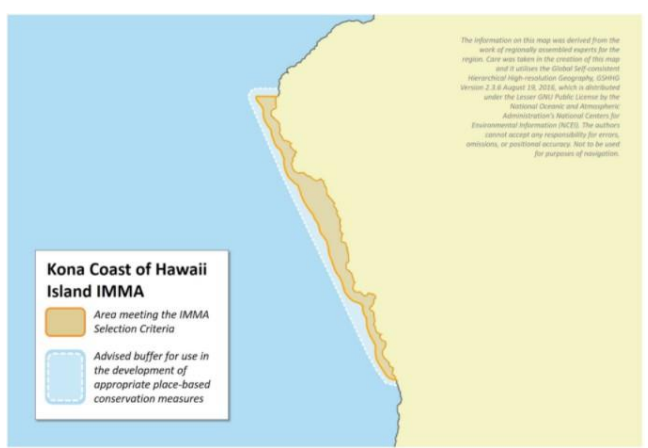 The information on this map was derived from the
work of regionally assembled experts for the
region. Care was taken in the creation of this map
and it utilises the Global Self-consistent
Hierarchical High-resolution Geography, GSHHG
Version 2.3.6 August 19, 2016, which is distributed
under the Lesser GNU Public License by the
National Oceanic and Atmospheric
Administration's National Centers for
Environmental Information (NCEI). The authors
cannot accept any responsibility for errors,
omissions, or positional accuracy. Not to be used
for purposes of navigation.
Kona Coast of Hawaii
Island IMMA
Area meeting the IMMA
Selection Criteria
Advised buffer for use in
the development of
appropriate place-based
conservation measures